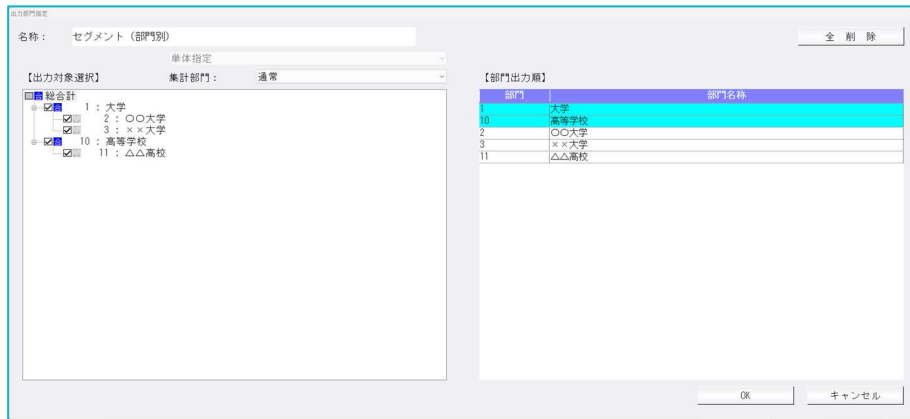 出力部門指定
名称： セグメント（部門別） 全 削 除
単体指定
【出力対象選択】 集計部門： 通常
合 総合計
合 1 : 大学
2 : 〇〇大学
3 : ××大学
合 10 : 高等学校
11 : △△高校
【部門出力順】
部門 部門名称
1 大学
10 高等学校
2 〇〇大学
3 ××大学
11 △△高校
OK キャンセル